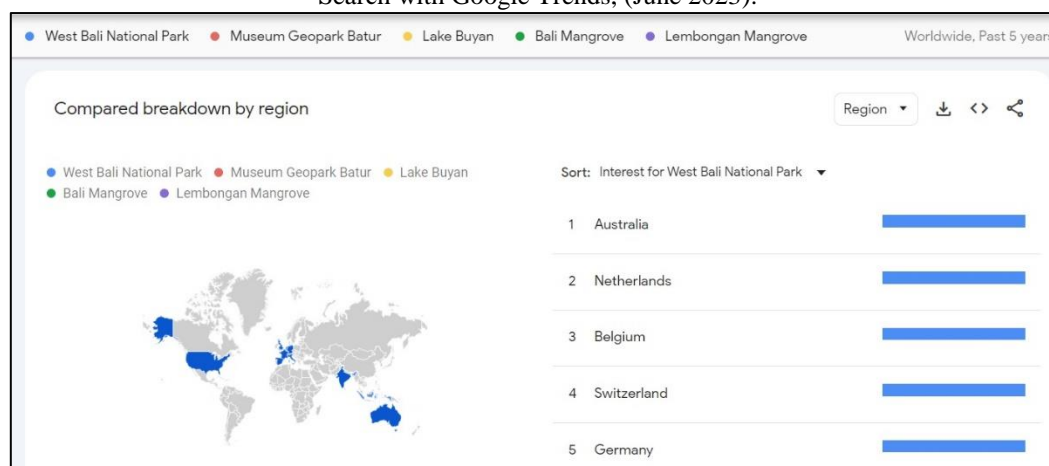 Search with Google Trends, (June 2023).
West Bali National Park Museum Geopark Batur Lake Buyan Bali Mangrove Lembongan Mangrove Worldwide, Past 5 years
Compared breakdown by region
Region
West Bali National Park Museum Geopark Batur Lake Buyan
Bali Mangrove Lembongan Mangrove
Sort: Interest for West Bali National Park
1 Australia
2 Netherlands
3 Belgium
4 Switzerland
5 Germany